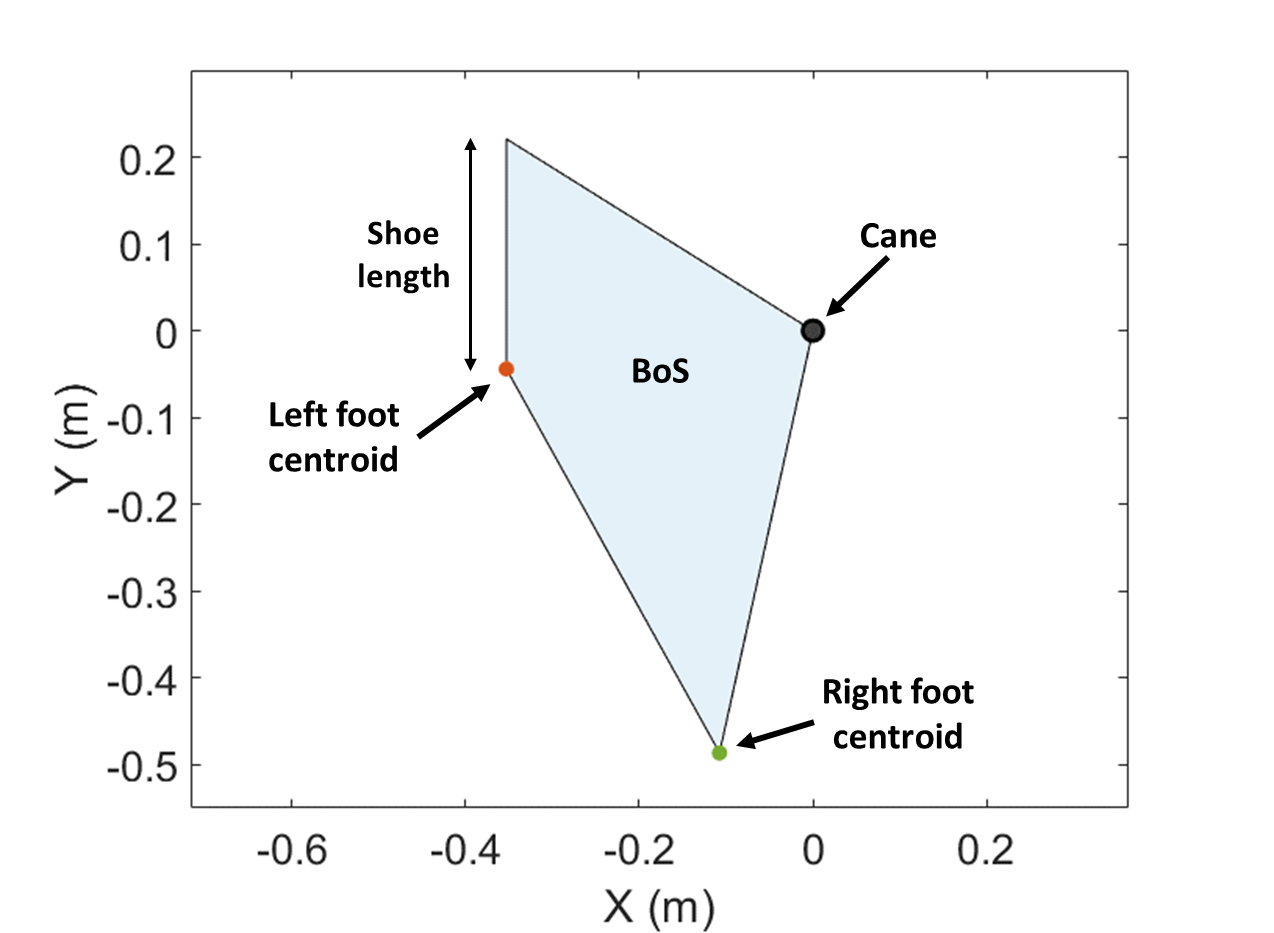 0.2
0.1
0
-0.1
-0.2
-0.3
-0.4
-0.5
Y (m)
Shoe
length
Cane
BoS
Left foot
centroid
Right foot
centroid
-0.6
-0.4
-0.2
0
0.2
X (m)